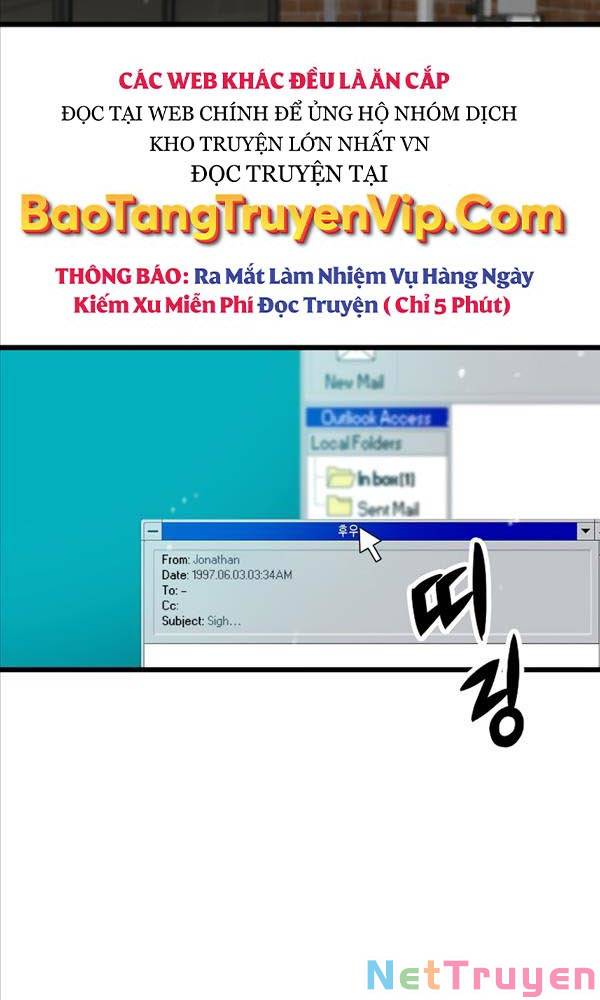 CÁC WEB KHÁC ĐỀU LÀ ĂN CẮP
ĐỌC TẠI WEB CHÍNH ĐỂ ỦNG HỘ NHÓM DỊCH
KHO TRUYỆN LỚN NHẤT VN
ĐỌC TRUYỆN TẠI
BaoTangTruyenVip.Com
THÔNG BÁO: Ra Mắt Làm Nhiệm Vụ Hàng Ngày
Kiếm Xu Miễn Phí Đọc Truyện ( Chỉ 5 Phút)
New Mail
Outlook Access
Local Folders
Inbox(1)
Sent Mail
후우
From: Jonathan
Date: 1997.06.03.03:34AM
To: -
Cc:
Subject: Sigh...
띠
링
NetTruyen